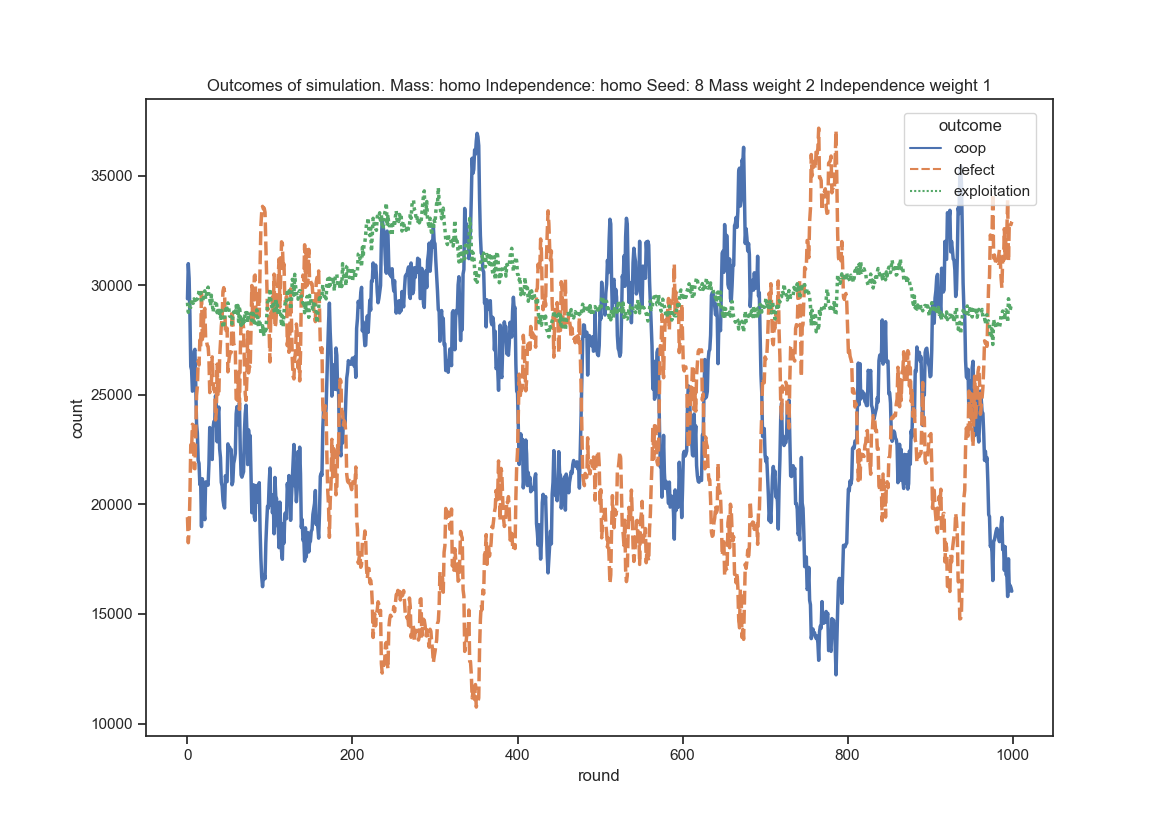 Outcomes of simulation. Mass: homo Independence: homo Seed: 8 Mass weight 2 Independence weight 1
outcome
coop
defect
exploitation
35000
30000
25000
20000
15000
10000
count
0 200 400 600 800 1000
round